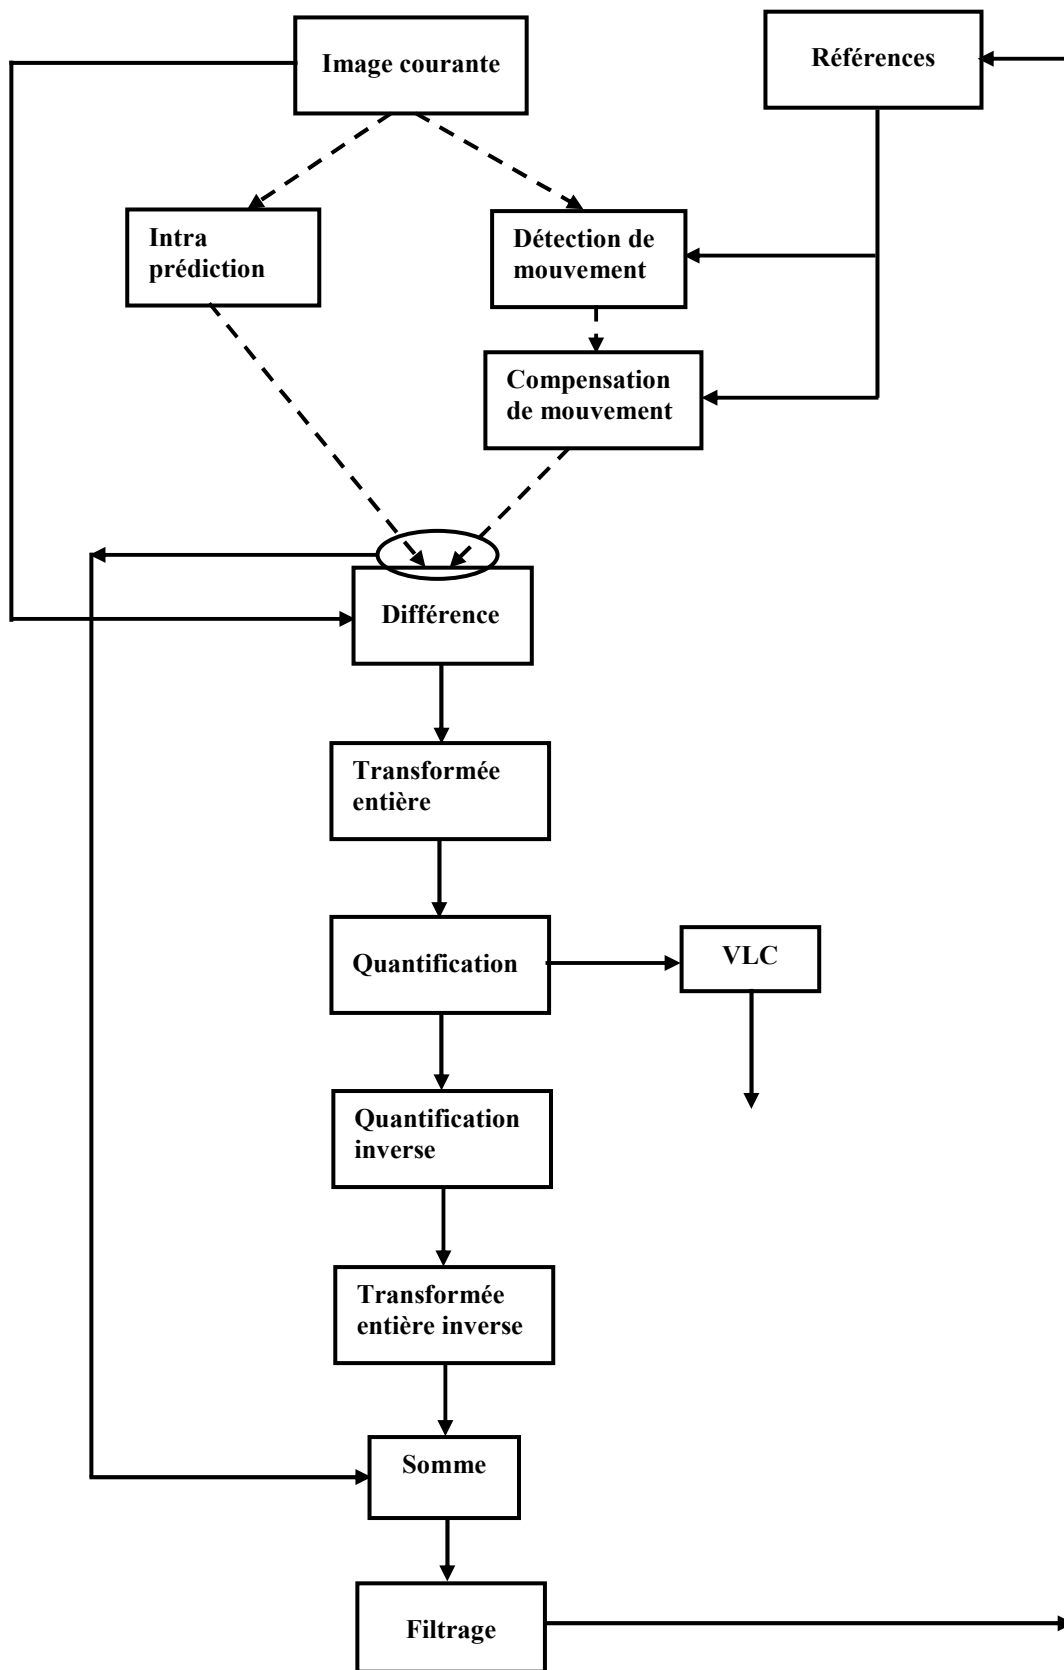 Image courante
Références
Intra
prédiction
Détection de
mouvement
Compensation
de mouvement
Différence
Transformée
entière
Quantification
VLC
Quantification
inverse
Transformée
entière inverse
Somme
Filtrage